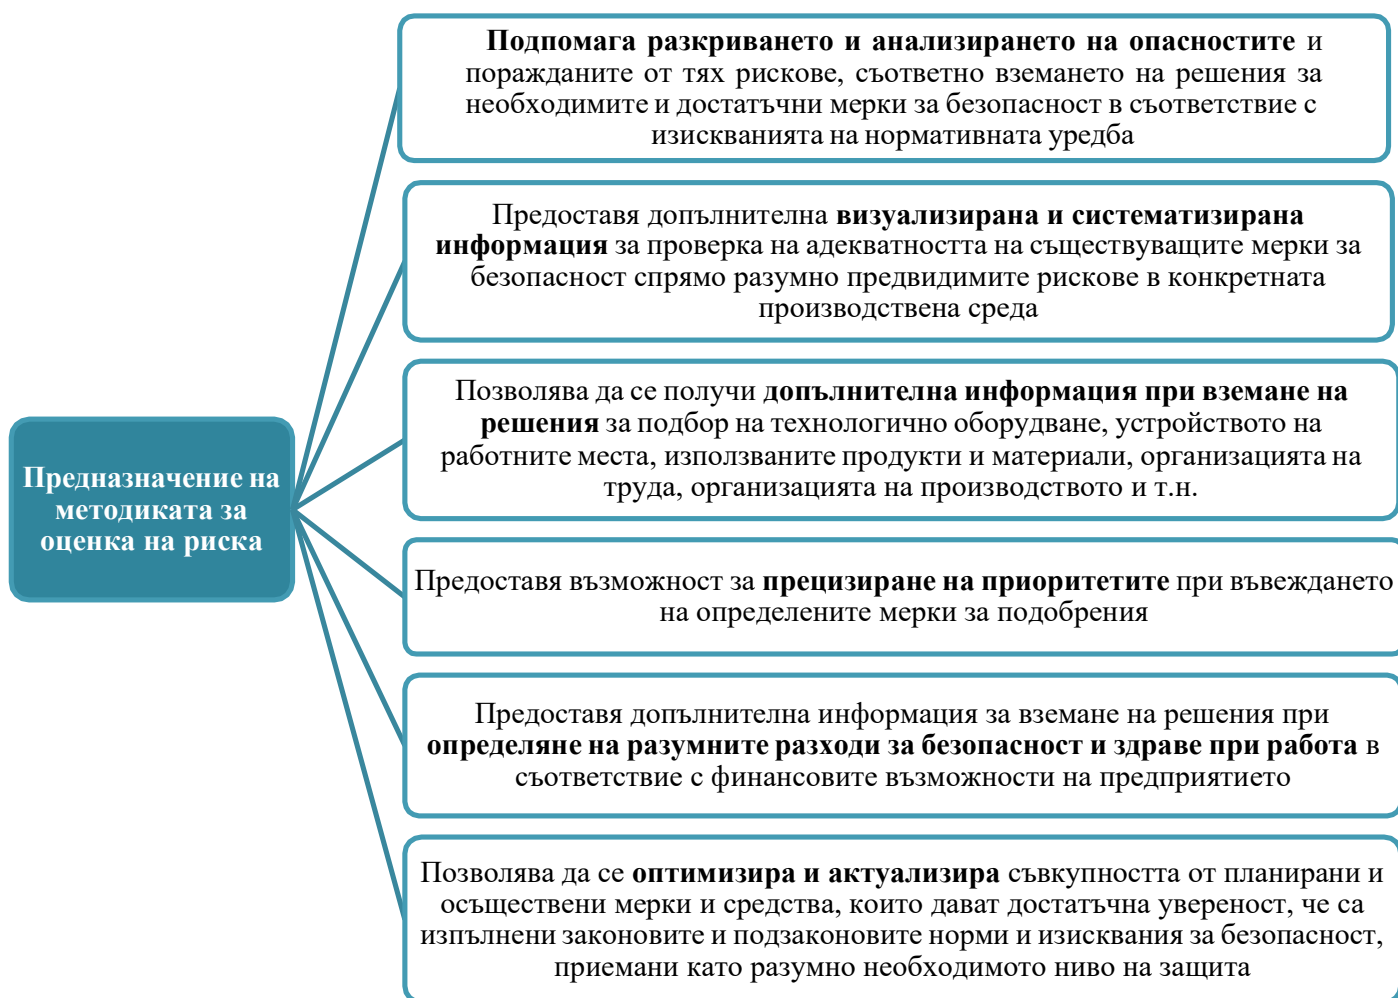 Подпомага разкриването и анализирането на опасностите и
поражданите от тях рискове, съответно вземането на решения за
необходимите и достатъчни мерки за безопасност в съответствие с
изискванията на нормативната уредба
Предоставя допълнителна визуализирана и систематизирана
информация за проверка на адекватността на съществуващите мерки за
безопасност спрямо разумно предвидимите рискове в конкретната
производствена среда
Позволява да се получи допълнителна информация при вземане на
решения за подбор на технологично оборудване, устройството на
работните места, използваните продукти и материали, организацията на
труда, организацията на производството и т.н.
Предназначение на
методиката за
оценка на риска
Предоставя възможност за прецизиране на приоритетите при въвеждането
на определените мерки за подобрения
Предоставя допълнителна информация за вземане на решения при
определяне на разумните разходи за безопасност и здраве при работа в
съответствие с финансовите възможности на предприятието
Позволява да се оптимизира и актуализира съвкупността от планирани и
осъществени мерки и средства, които дават достатъчна увереност, че са
изпълнени законовите и подзаконовите норми и изисквания за безопасност,
приемани като разумно необходимото ниво на защита